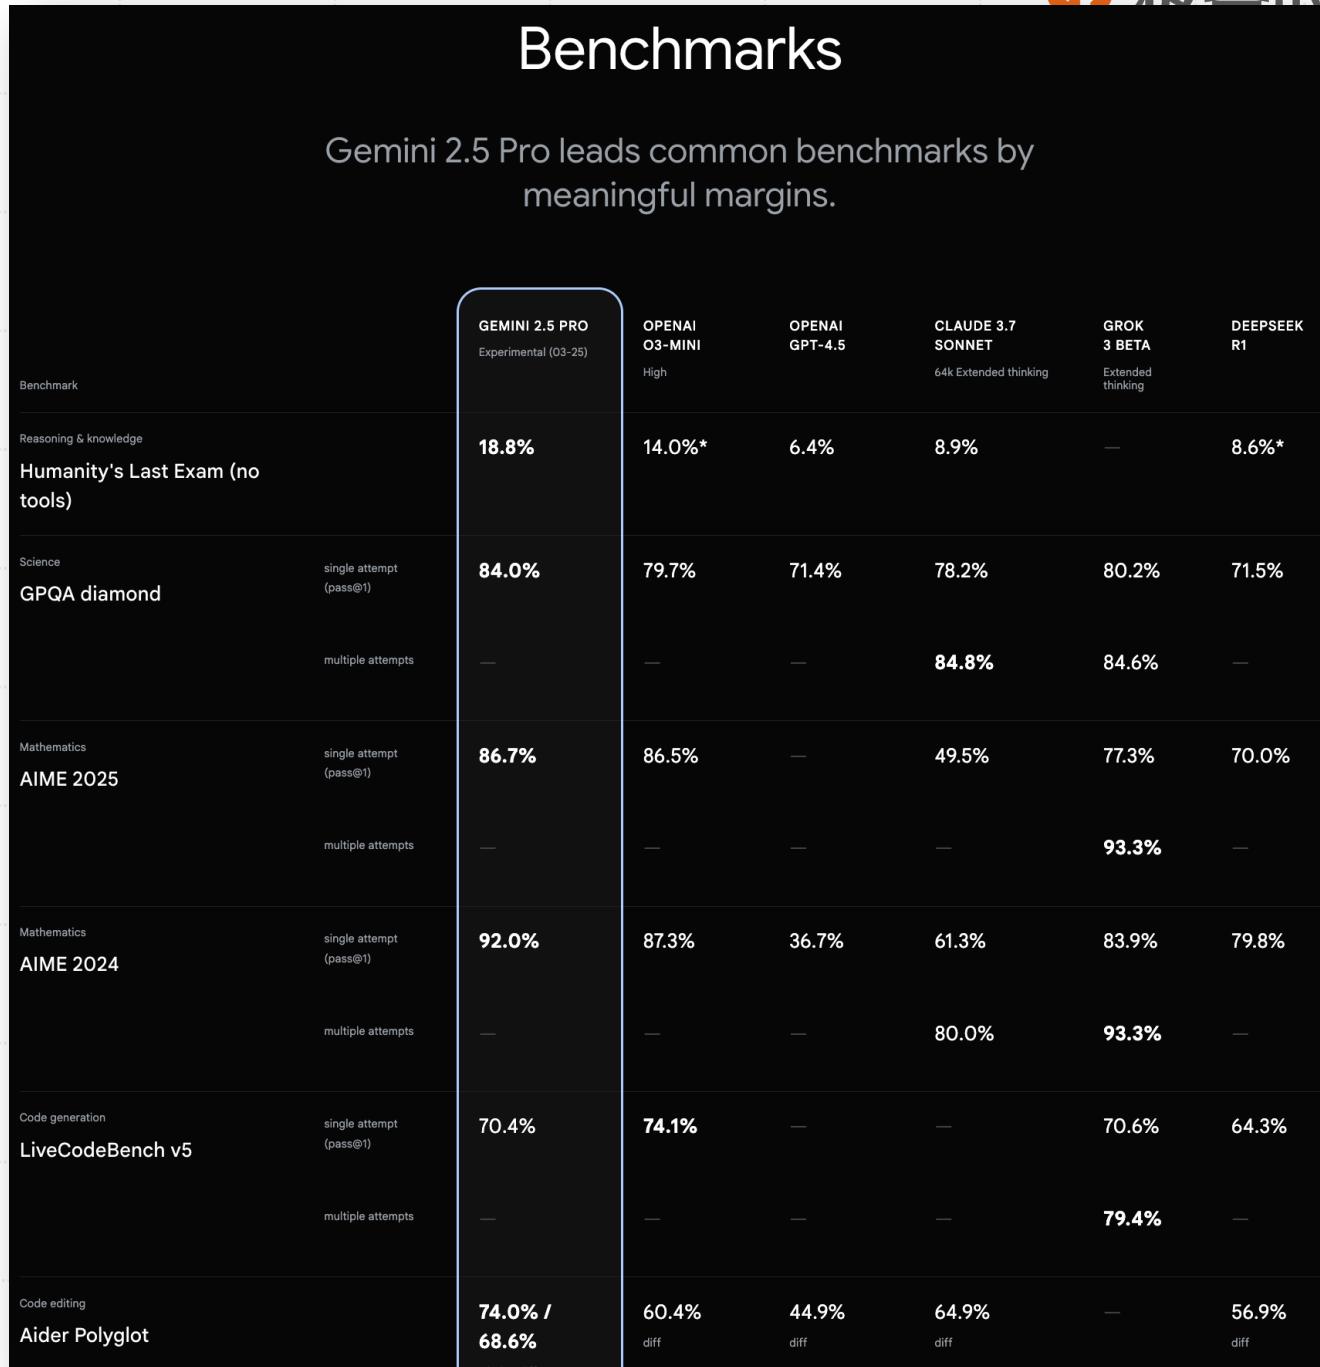 Benchmarks
Gemini 2.5 Pro leads common benchmarks by
meaningful margins.
Benchmark
GEMINI 2.5 PRO
Experimental (03-25)
OPENAI
O3-MINI
High
OPENAI
GPT-4.5
CLAUDE 3.7
SONNET
64k Extended thinking
GROK
3 BETA
Extended
thinking
DEEPSEEK
R1
Reasoning & knowledge
Humanity's Last Exam (no
tools)
18.8% 14.0%* 6.4% 8.9% — 8.6%*
Science
GPQA diamond
single attempt
(pass@1)
84.0% 79.7% 71.4% 78.2% 80.2% 71.5%
multiple attempts
— — — 84.8% 84.6% —
Mathematics
AIME 2025
single attempt
(pass@1)
86.7% 86.5% — 49.5% 77.3% 70.0%
multiple attempts
— — — — 93.3% —
Mathematics
AIME 2024
single attempt
(pass@1)
92.0% 87.3% 36.7% 61.3% 83.9% 79.8%
multiple attempts
— — — 80.0% 93.3% —
Code generation
LiveCodeBench v5
single attempt
(pass@1)
70.4% 74.1% — — 70.6% 64.3%
multiple attempts
— — — — 79.4% —
Code editing
Aider Polyglot
74.0% /
68.6%
60.4% 44.9% 64.9% — 56.9%
diff diff diff diff